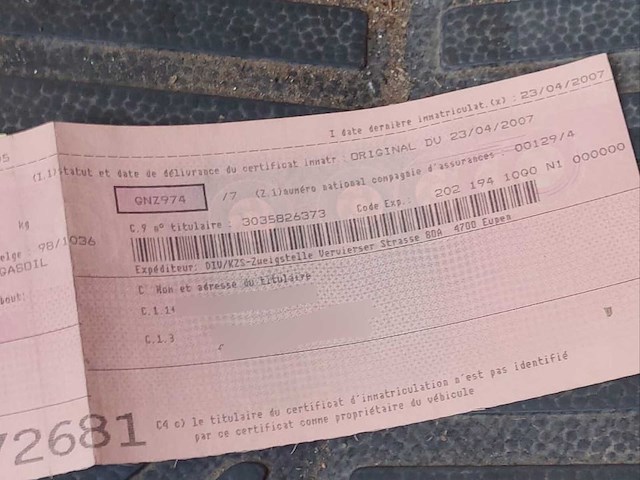 I date dernière immatriculat.(x) : 23/04/2007
(I.1)statut et date de délivrance du certificat immatr : ORIGINAL DU 23/04/2007
GNZ974 /7 (Z.1)numéro national compagnie d'assurances 00129/4
C.9 n° titulaire : 3035826373 Code Exp.: 202 194 1000 N1 000000
Expéditeur: DIV/KZS-Zweigstelle Vervierser Strasse 80A 4700 Eupen
C Nom et adresse du titulaire
C.1.1
C.1.3
C4 c) le titulaire du certificat d'immatriculation n'est pas identifié
par ce certificat comme propriétaire du véhicule
kg
98/1036
GASOIL
72681